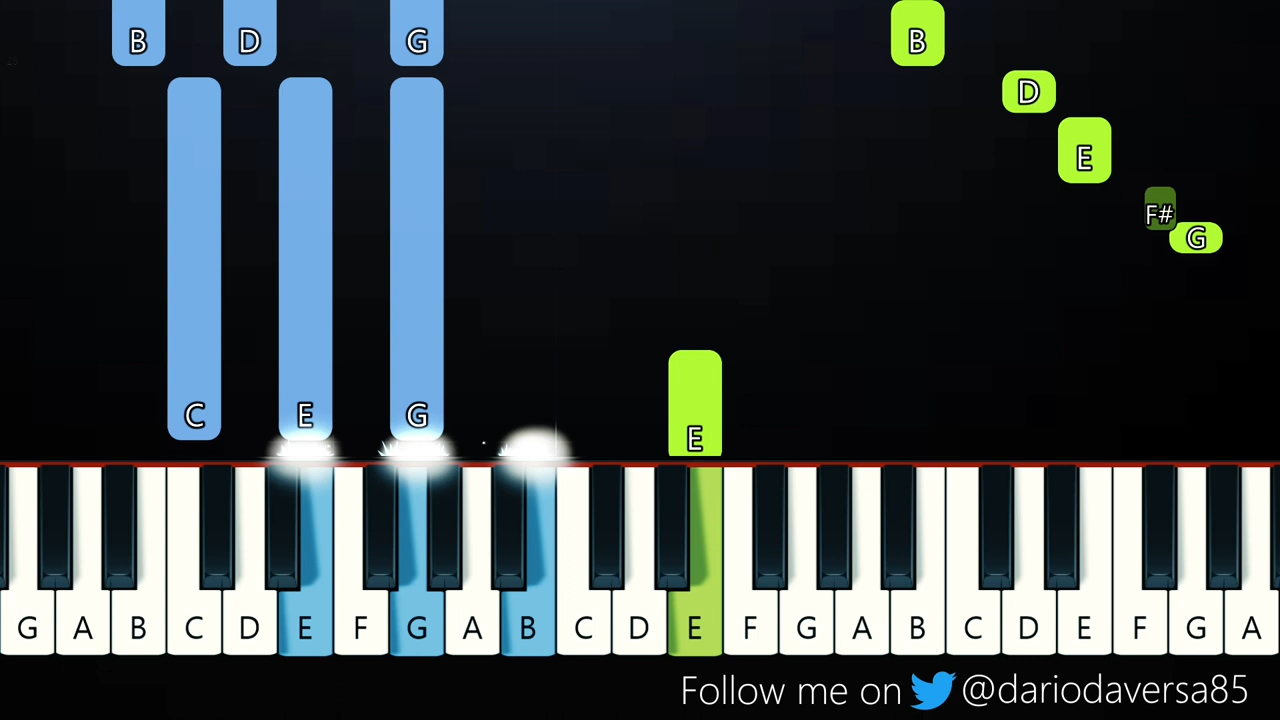 B D G B
D
E
F#
G
C E G E
G A B C D E F G A B C D E F G A B C D E F G A
Follow me on @dariodaversa85